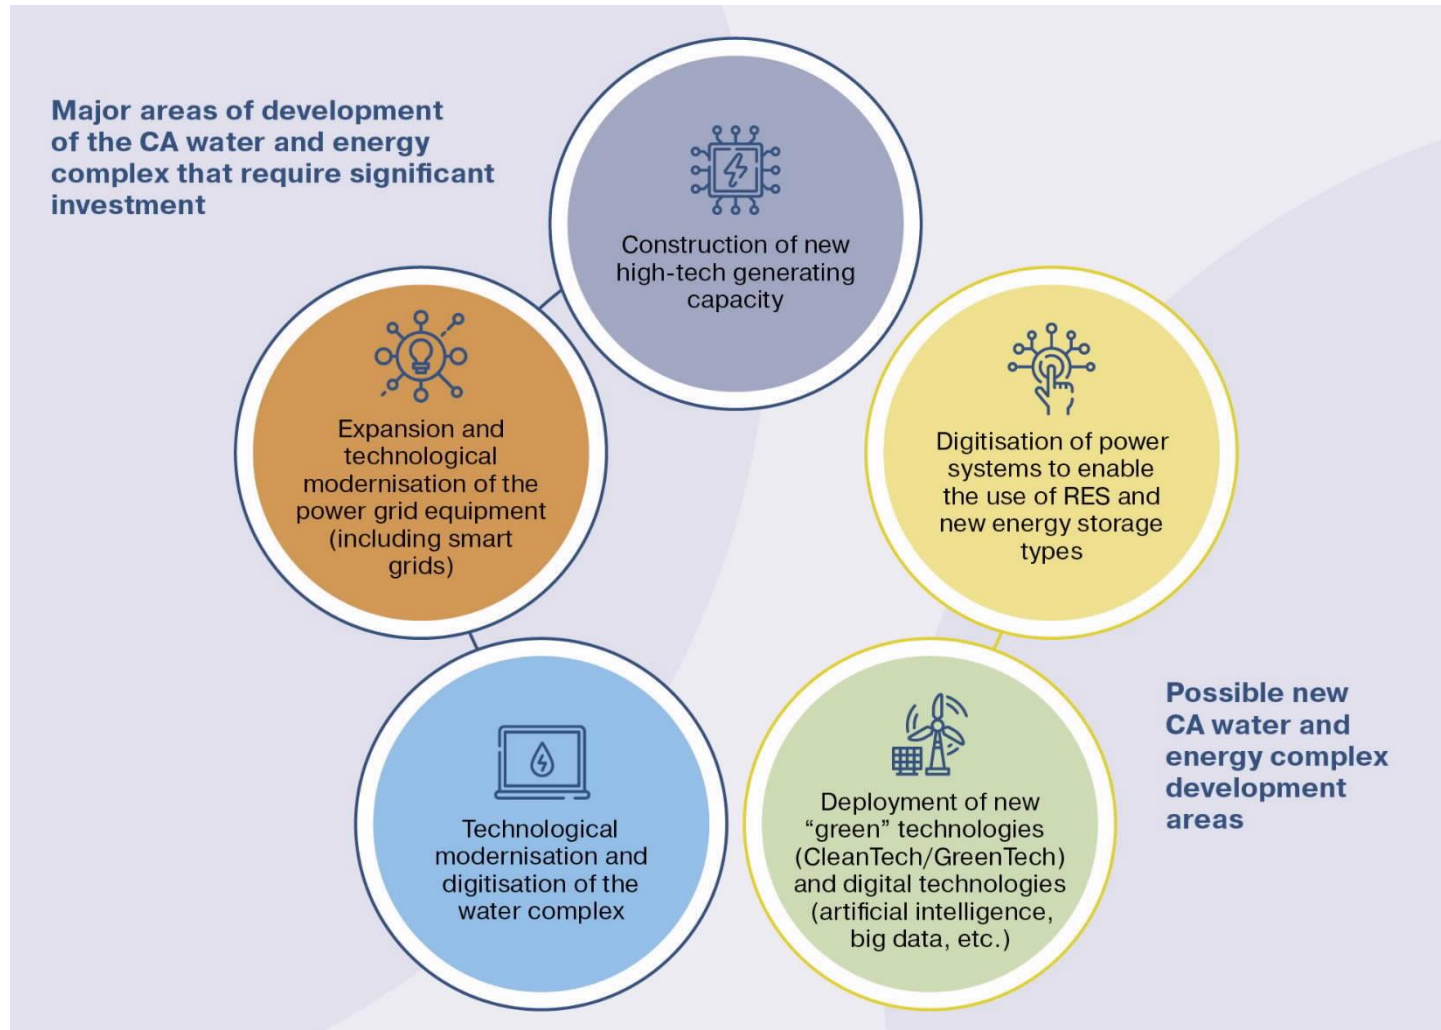 Major areas of development
of the CA water and energy
complex that require significant
investment
Construction of new
high-tech generating
capacity
Expansion and
technological
modernisation of the
power grid equipment
(including smart
grids)
Digitisation of power
systems to enable
the use of RES and
new energy storage
types
Technological
modernisation and
digitisation of the
water complex
Deployment of new
“green” technologies
(CleanTech/GreenTech)
and digital technologies
(artificial intelligence,
big data, etc.)
Possible new
CA water and
energy complex
development
areas